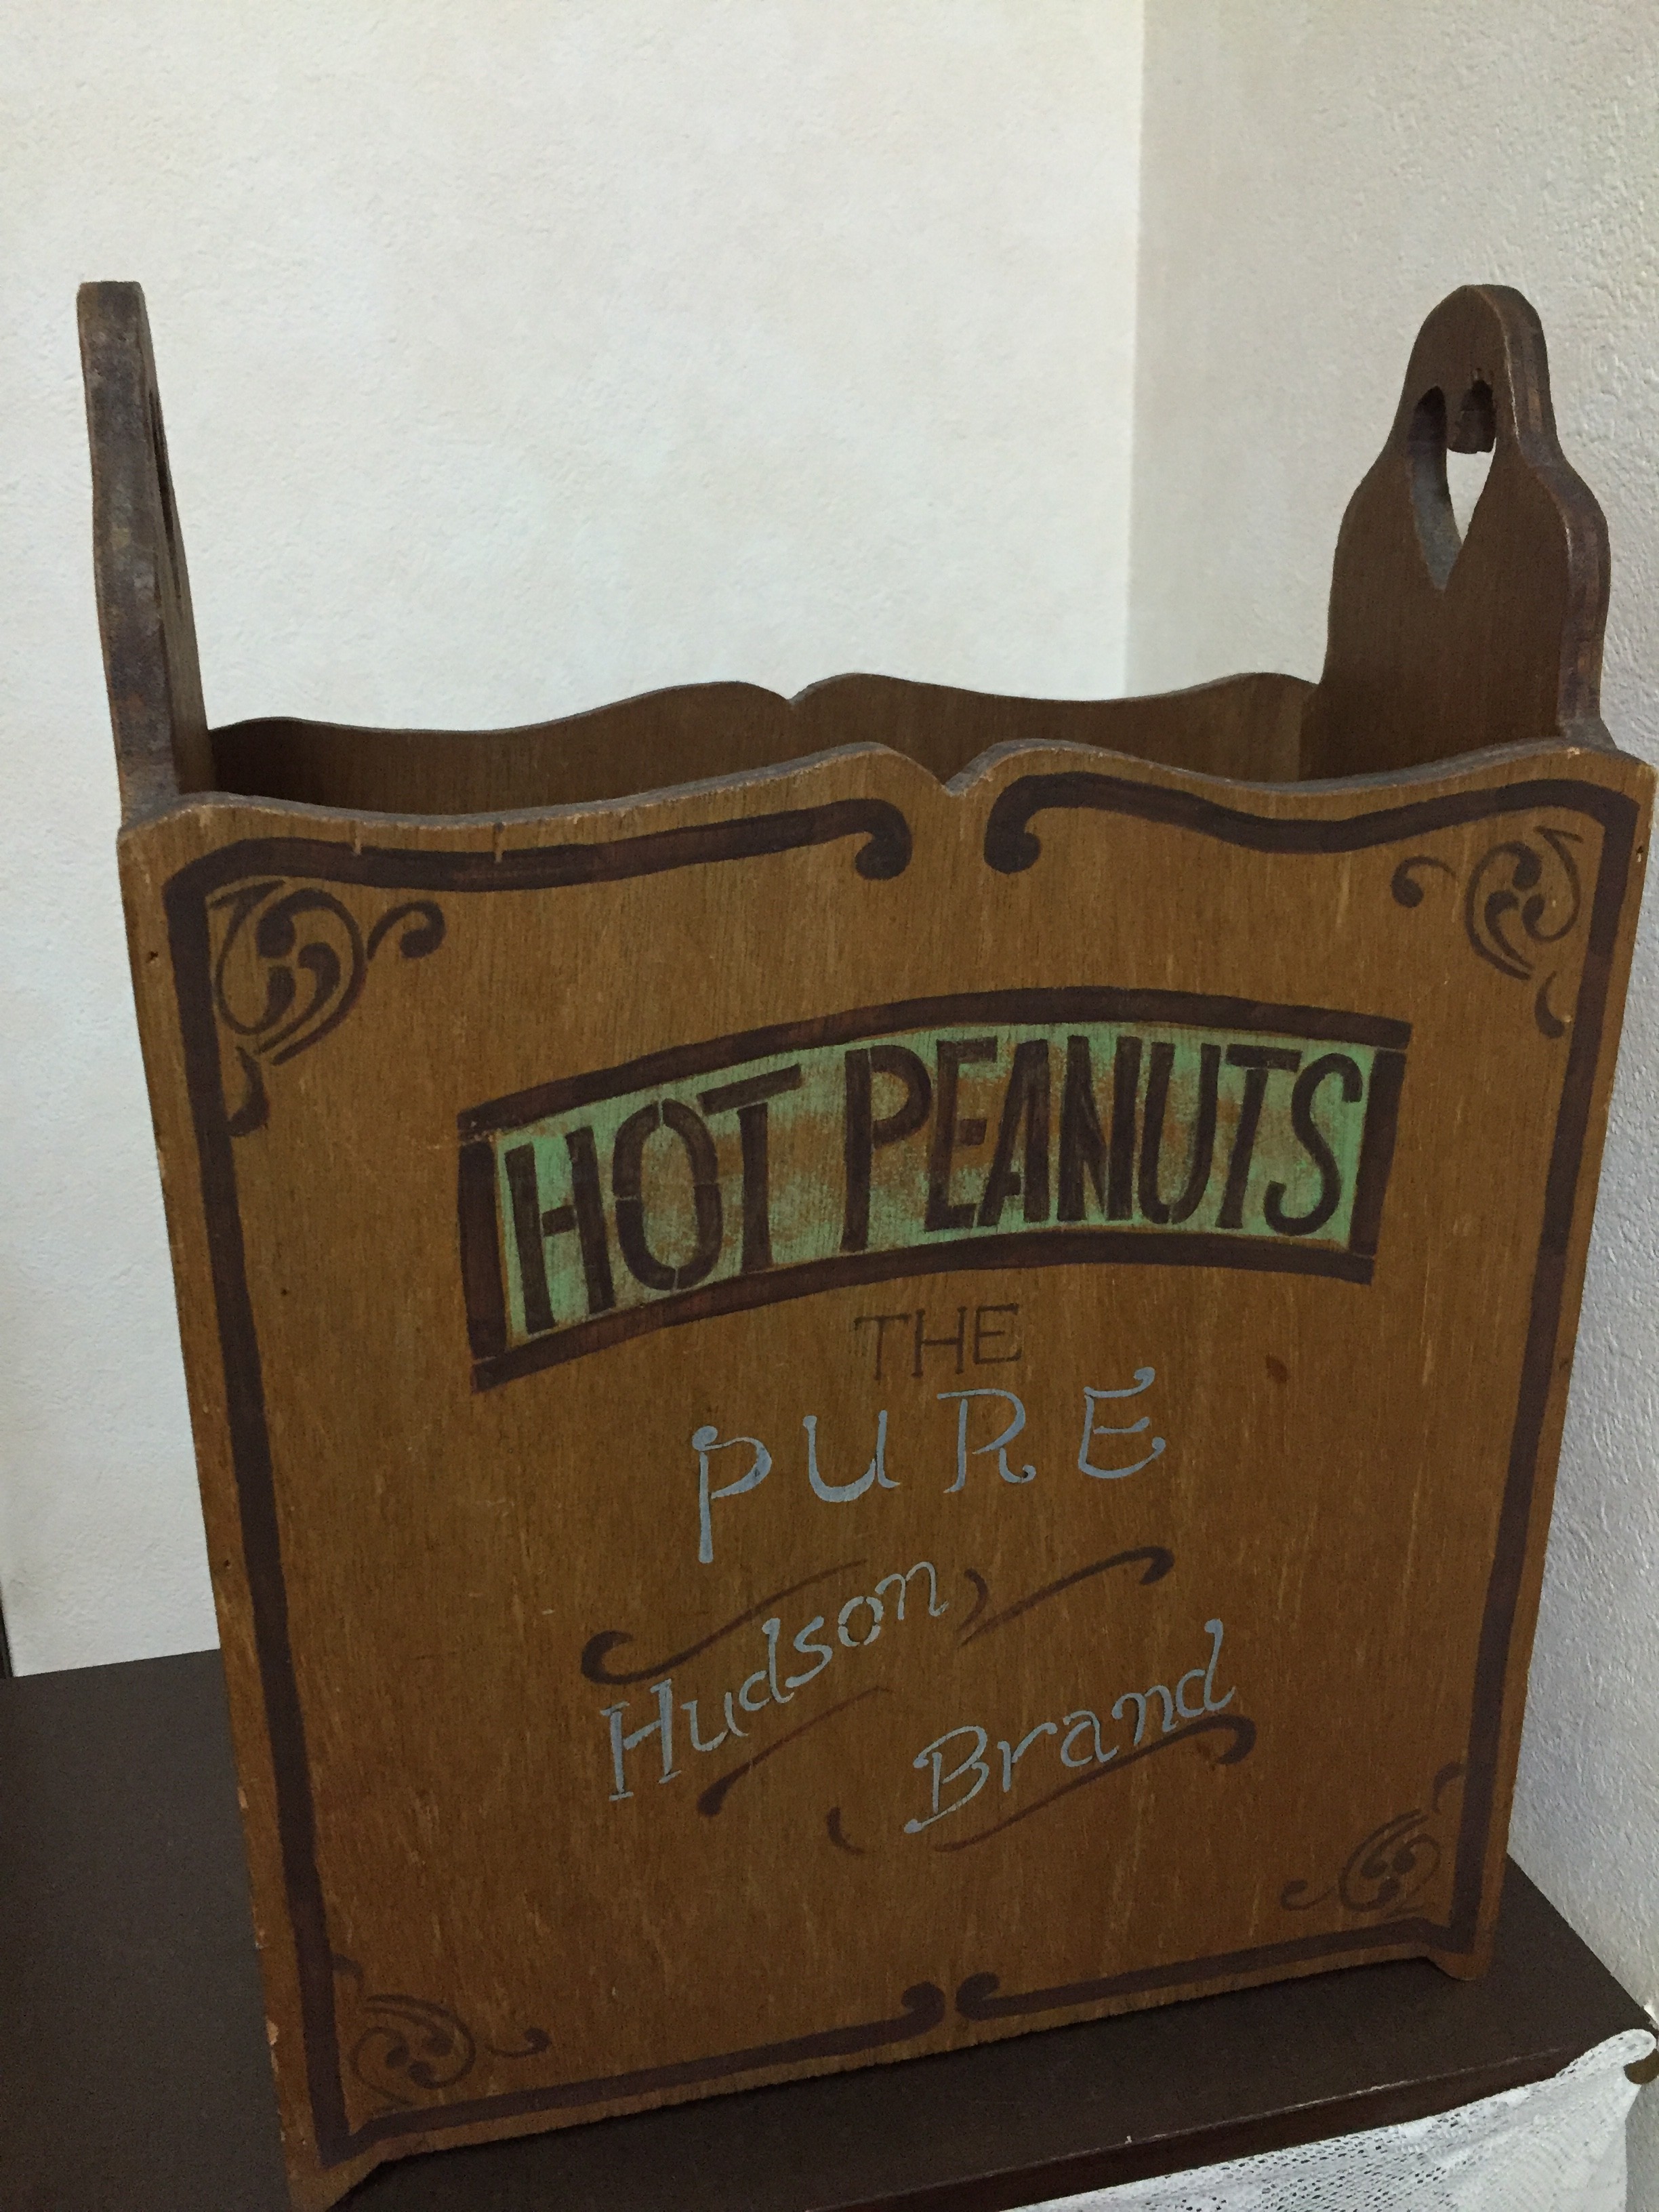 HOT PEANUTS
THE
PURE
Hudson
Brand